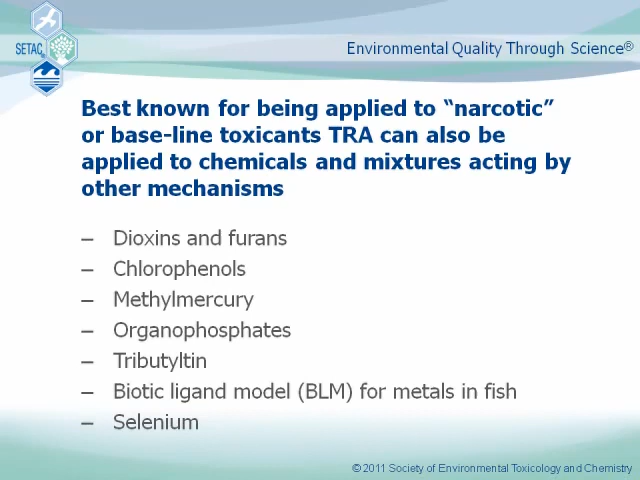 SETAC
Environmental Quality Through Science®
Best known for being applied to “narcotic”
or base-line toxicants TRA can also be
applied to chemicals and mixtures acting by
other mechanisms
– Dioxins and furans
– Chlorophenols
– Methylmercury
– Organophosphates
– Tributyltin
– Biotic ligand model (BLM) for metals in fish
– Selenium
© 2011 Society of Environmental Toxicology and Chemistry